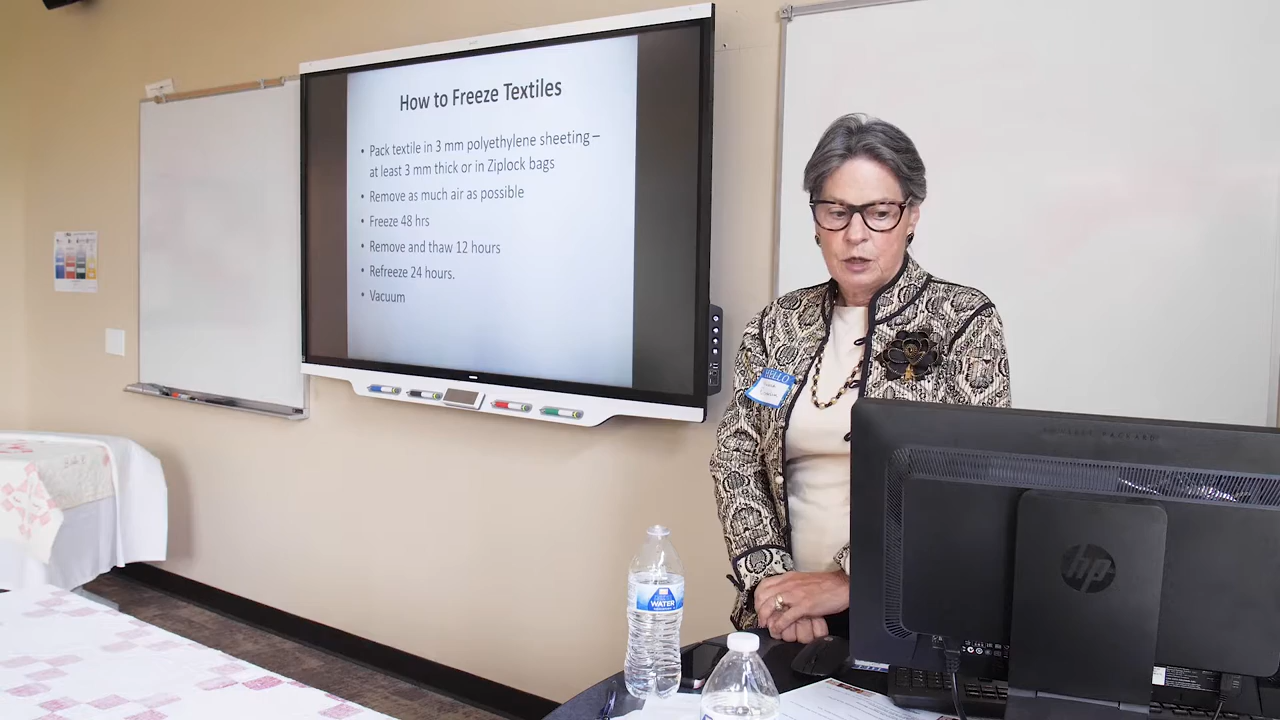 How to Freeze Textiles
• Pack textile in 3 mm polyethylene sheeting –
at least 3 mm thick or in Ziplock bags
• Remove as much air as possible
• Freeze 48 hrs
• Remove and thaw 12 hours
• Refreeze 24 hours.
• Vacuum
HELLO
WATER
hp